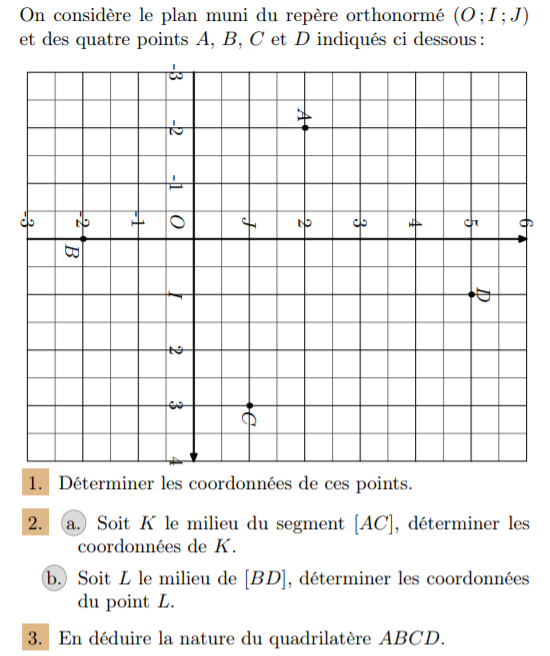 On considère le plan muni du repère orthonormé (O ; I ; J)
et des quatre points A, B, C et D indiqués ci dessous :
-3
-2
-1
O
I
2
3
4
-3
-2
-1
J
2
3
4
5
6
A
B
C
D
1. Déterminer les coordonnées de ces points.
2. a. Soit K le milieu du segment [AC], déterminer les
coordonnées de K.
b. Soit L le milieu de [BD], déterminer les coordonnées
du point L.
3. En déduire la nature du quadrilatère ABCD.